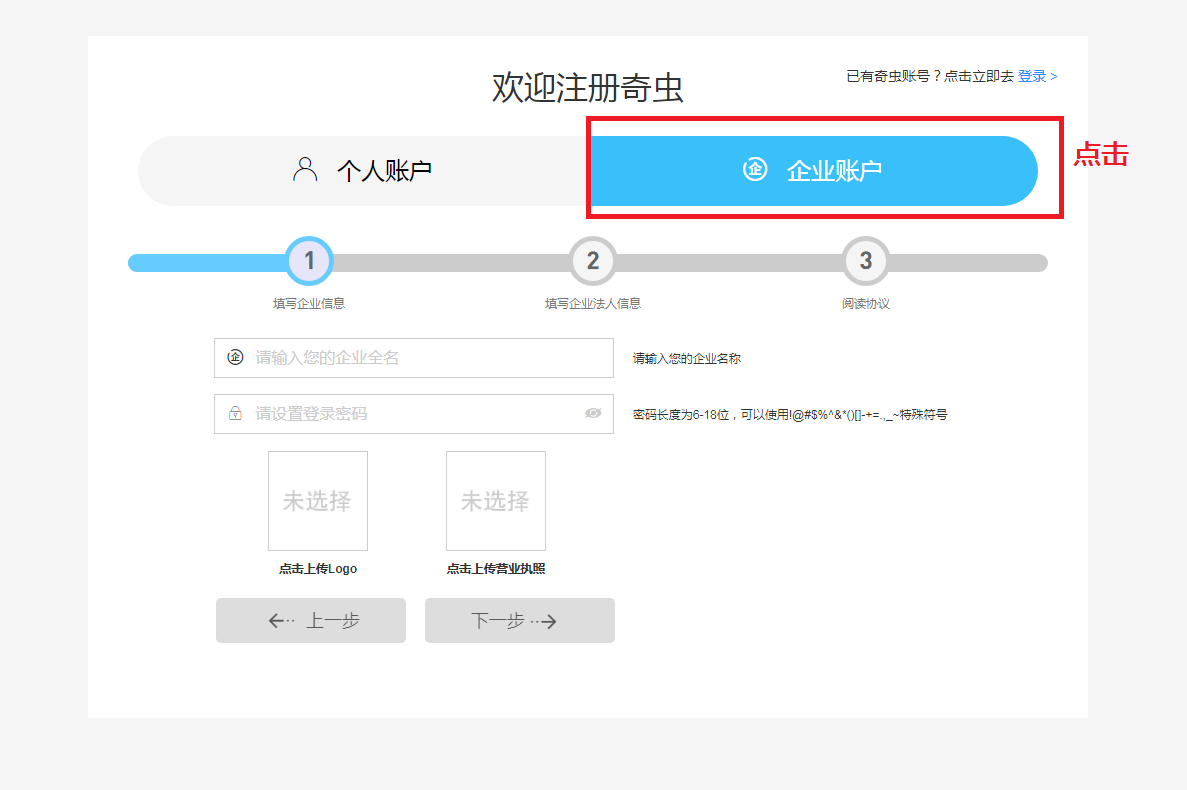 欢迎注册奇虫
已有奇虫账号？点击立即去 登录 >
个人账户
企 企业账户
点击
1 2 3
填写企业信息 填写企业法人信息 阅读协议
企 请输入您的企业全名 请输入您的企业名称
请设置登录密码 密码长度为6-18位，可以使用!@#$%^&*()[]-+=.,_~特殊符号
未选择 未选择
点击上传Logo 点击上传营业执照
上一步 下一步